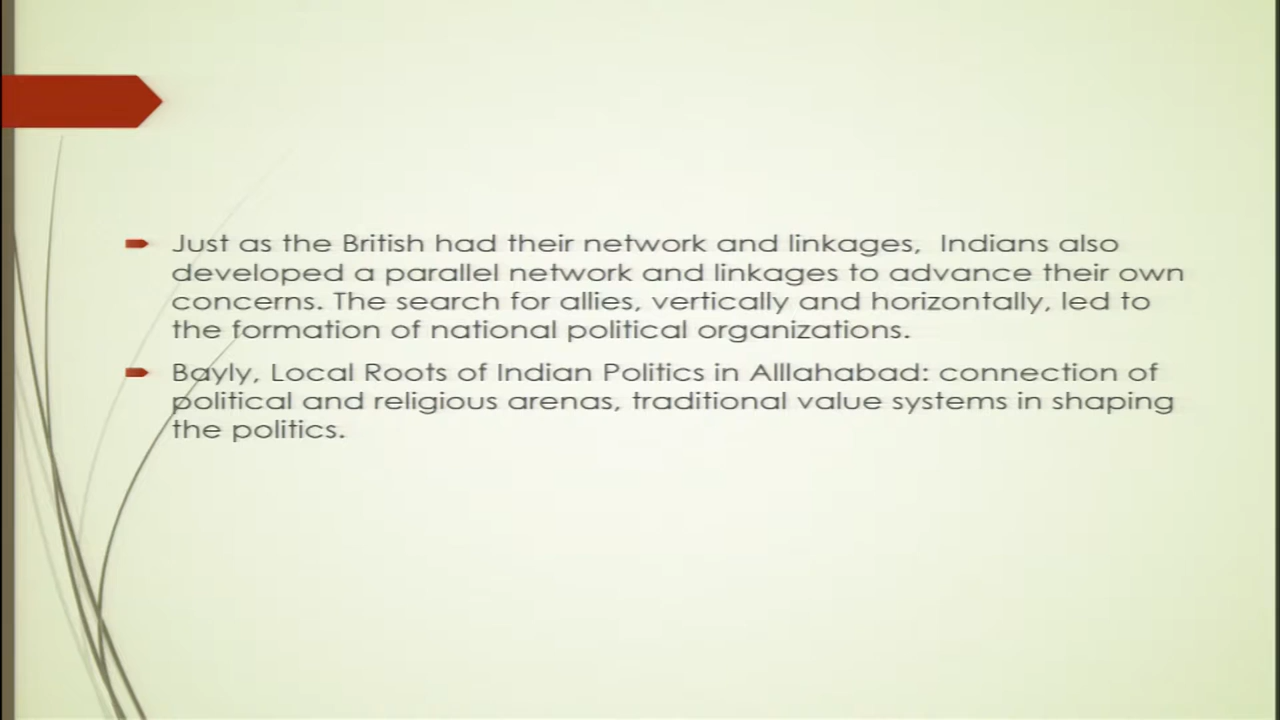 Just as the British had their network and linkages,  Indians also
developed a parallel network and linkages to advance their own
concerns. The search for allies, vertically and horizontally, led to
the formation of national political organizations.
Bayly, Local Roots of Indian Politics in Alllahabad: connection of
political and religious arenas, traditional value systems in shaping
the politics.